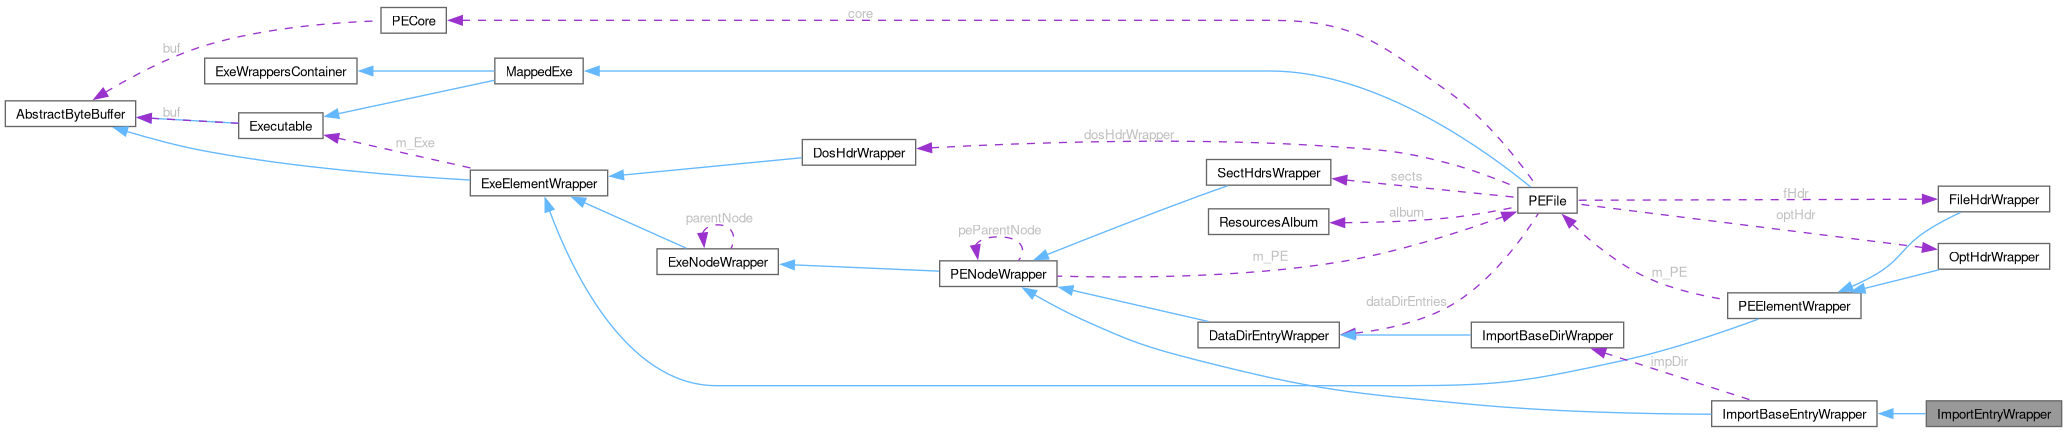 PECore
core
buf
ExeWrappersContainer
MappedExe
AbstractByteBuffer
buf
Executable
m_Exe
dosHdrWrapper
DosHdrWrapper
ExeElementWrapper
SectHdrsWrapper
sects
PEFile
fHdr
FileHdrWrapper
parentNode
album
ResourcesAlbum
optHdr
peParentNode
ExeNodeWrapper
m_PE
OptHdrWrapper
PENodeWrapper
m_PE
dataDirEntries
PEElementWrapper
DataDirEntryWrapper
ImportBaseDirWrapper
impDir
ImportBaseEntryWrapper
ImportEntryWrapper